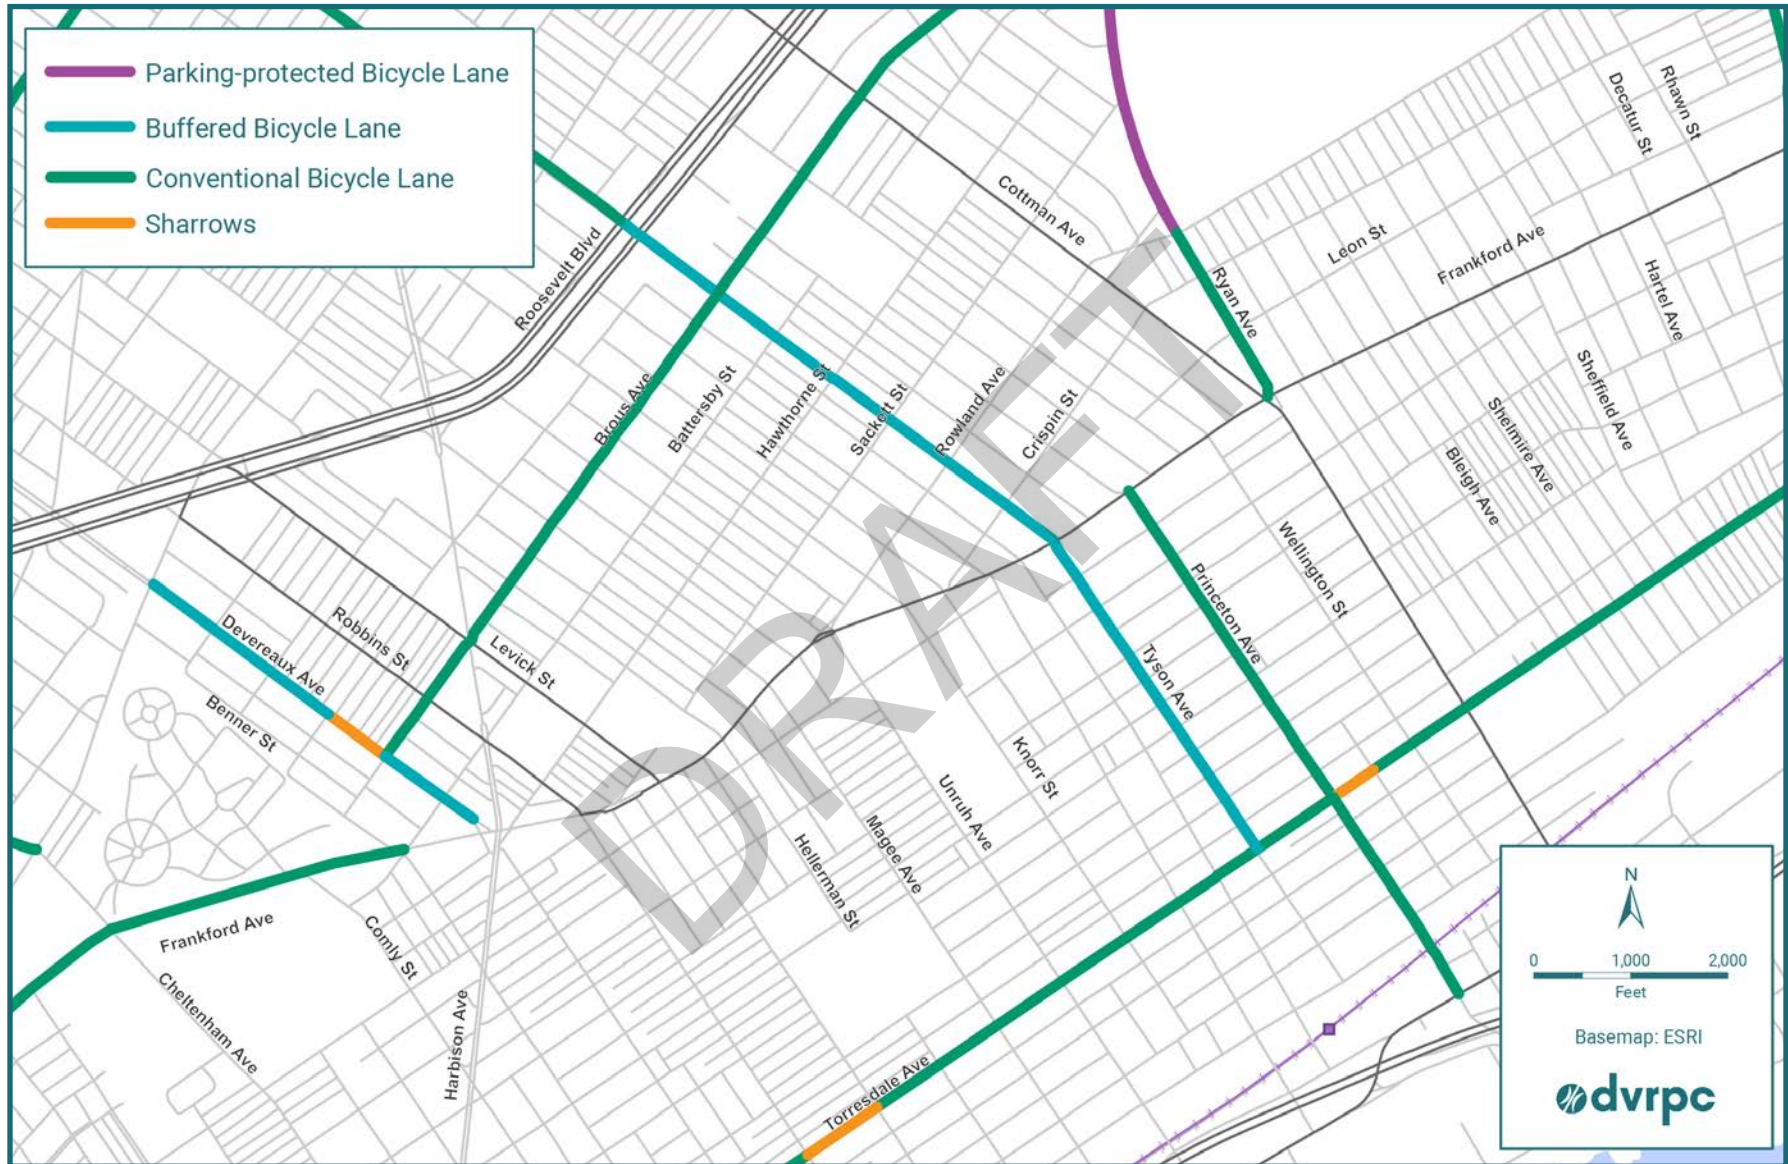 Parking-protected Bicycle Lane
Buffered Bicycle Lane
Conventional Bicycle Lane
Sharrows
Rhawn St
Decatur St
Cottman Ave
Leon St
Frankford Ave
Roosevelt Blvd
Ryan Ave
Hartel Ave
Sheffield Ave
Brous Ave
Battersby St
Hawthorne St
Sackett St
Rowland Ave
Crispin St
Shelmire Ave
Bleigh Ave
Wellington St
Princeton Ave
Robbins St
Devereaux Ave
Levick St
Tyson Ave
Benner St
Knorr St
Unruh Ave
Magee Ave
Hellerman St
Frankford Ave
Comly St
Cheltenham Ave
Harbison Ave
Torresdale Ave
DRAFT
N
0 1,000 2,000
Feet
Basemap: ESRI
dvrpc